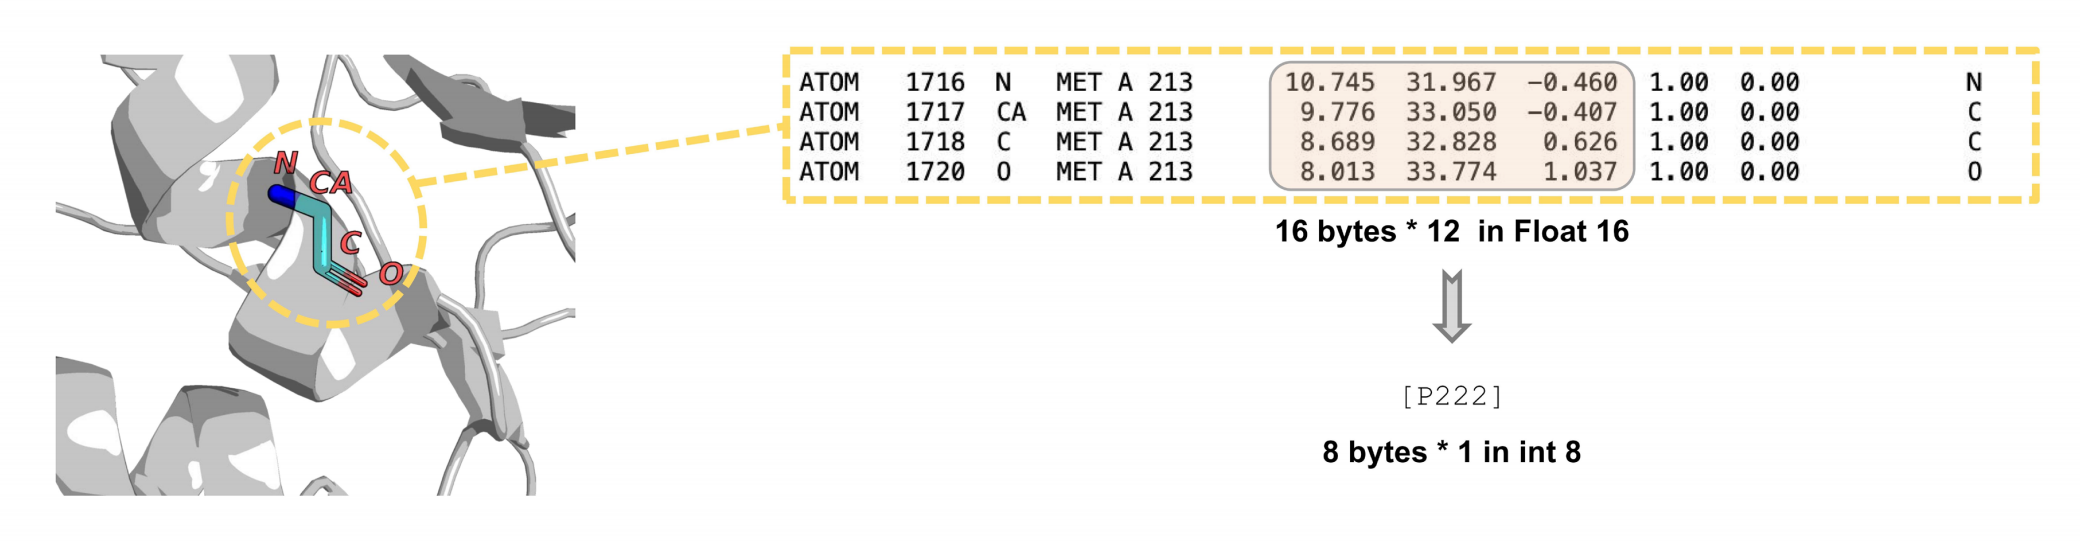 N
CA
C
O
ATOM 1716 N MET A 213 10.745 31.967 -0.460 1.00 0.00 N
ATOM 1717 CA MET A 213 9.776 33.050 -0.407 1.00 0.00 C
ATOM 1718 C MET A 213 8.689 32.828 0.626 1.00 0.00 C
ATOM 1720 O MET A 213 8.013 33.774 1.037 1.00 0.00 O
16 bytes * 12 in Float 16
[P222]
8 bytes * 1 in int 8